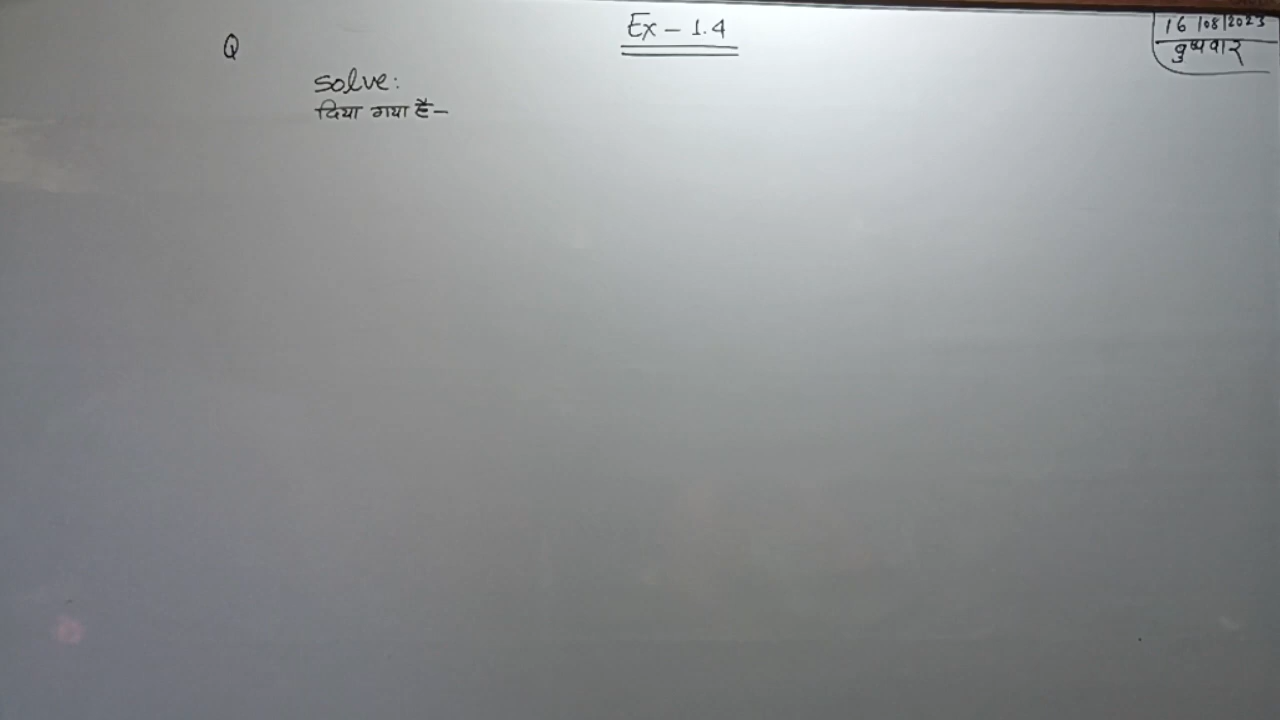 Ex - 1.4
16/08/2023
बुधवार
Q
Solve:
दिया गया है-